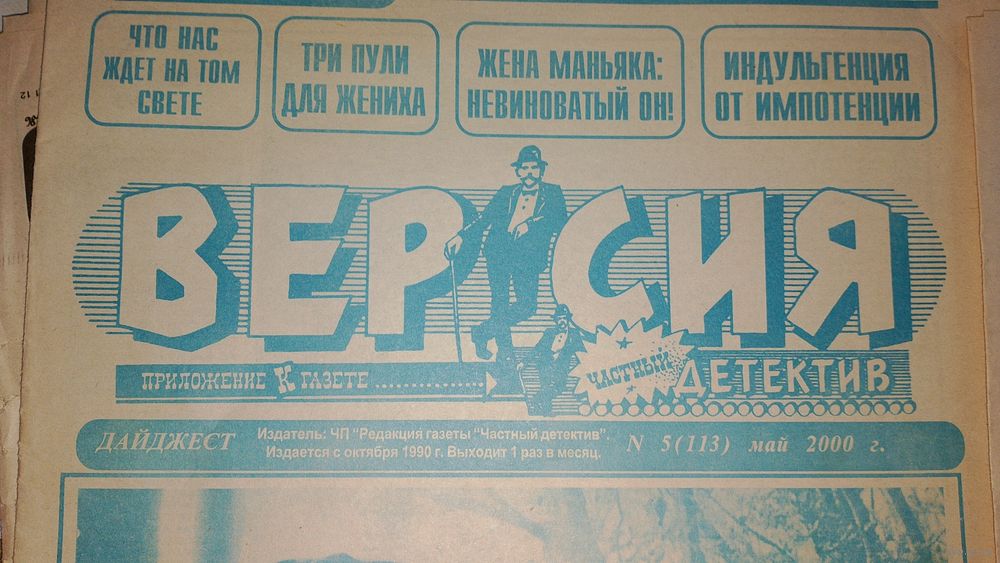 ЧТО НАС
ЖДЕТ НА ТОМ
СВЕТЕ
ТРИ ПУЛИ
ДЛЯ ЖЕНИХА
ЖЕНА МАНЬЯКА:
НЕВИНОВАТЫЙ ОН!
ИНДУЛЬГЕНЦИЯ
ОТ ИМПОТЕНЦИИ
ВЕРСИЯ
ПРИЛОЖЕНИЕ К ГАЗЕТЕ
ЧАСТНЫЙ
ДЕТЕКТИВ
ДАЙДЖЕСТ
Издатель: ЧП "Редакция газеты "Частный детектив".
Издается с октября 1990 г. Выходит 1 раз в месяц.
N 5(113) май 2000 г.